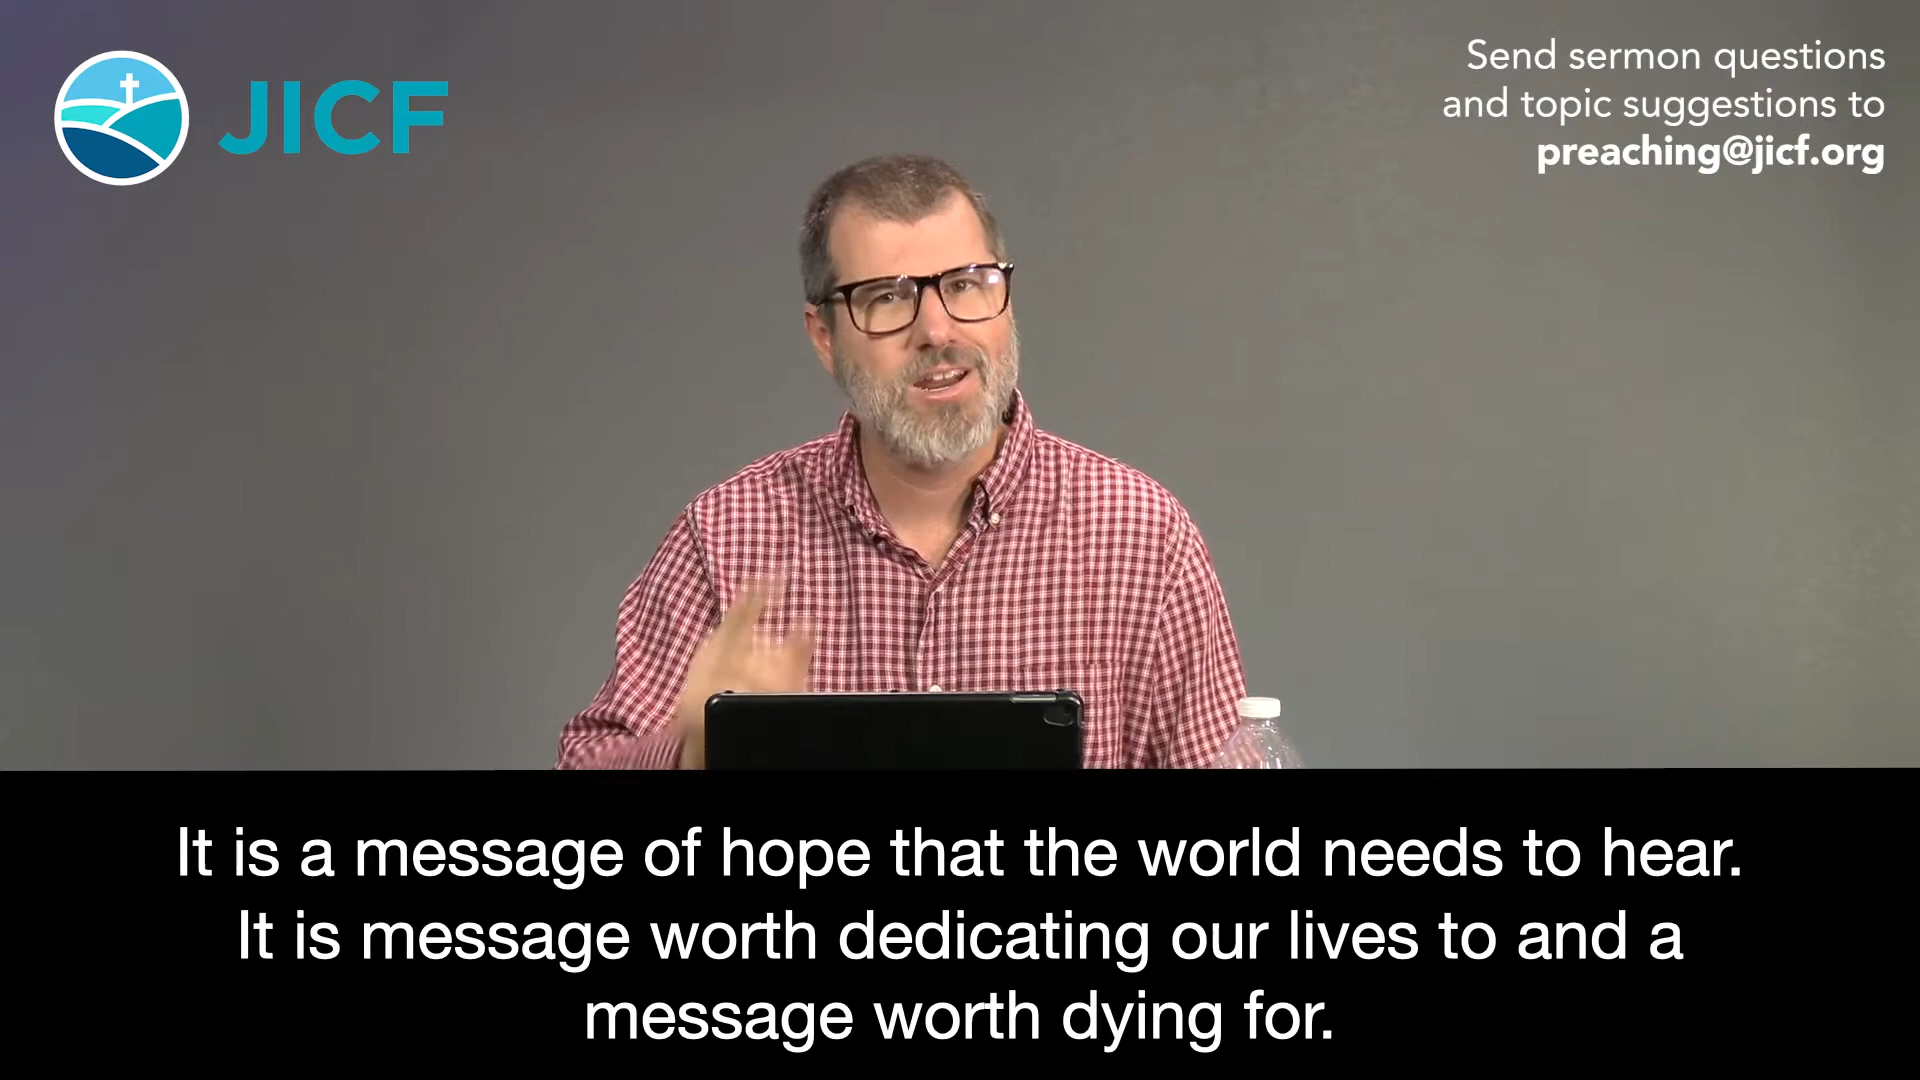 JICF
Send sermon questions
and topic suggestions to
preaching@jicf.org
It is a message of hope that the world needs to hear.
It is message worth dedicating our lives to and a
message worth dying for.